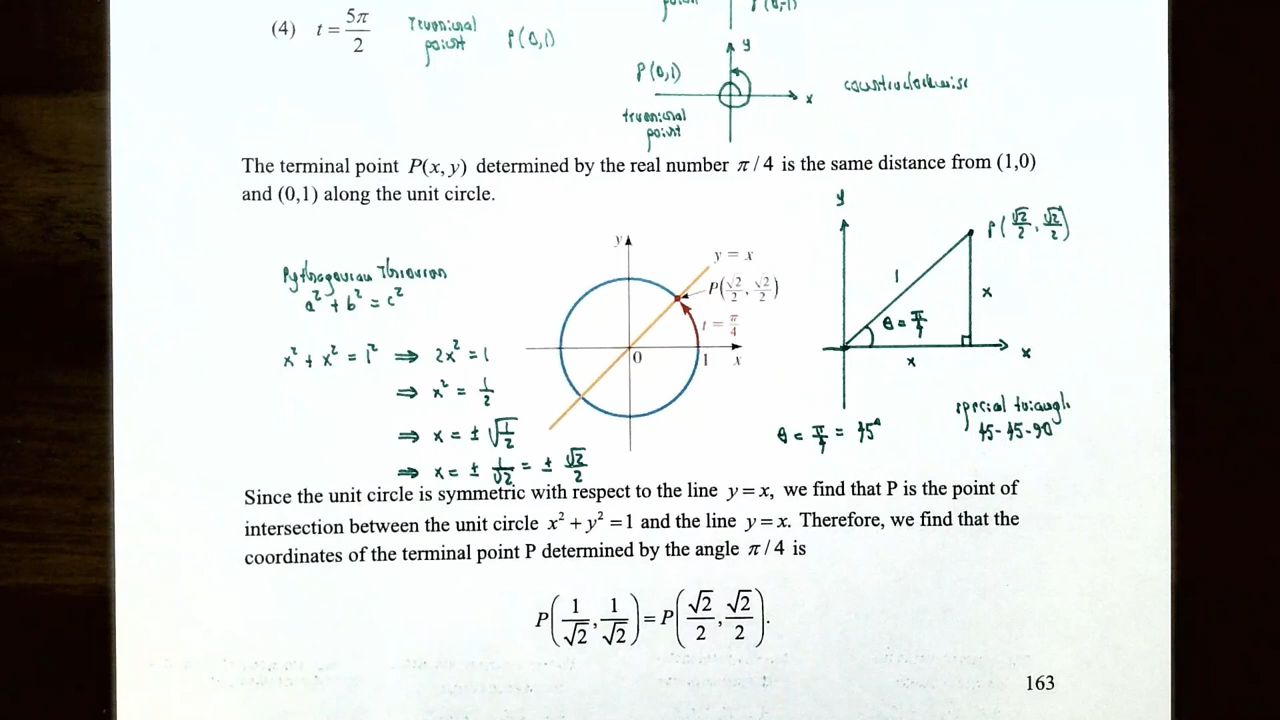 (4) t = 5π/2 Terminal point P(0,1)
P(0,-1)
point
y
P(0,1)
x
counterclockwise
terminal point
The terminal point P(x, y) determined by the real number π / 4 is the same distance from (1,0)
and (0,1) along the unit circle.
y
P(√2/2, √2/2)
1
x
θ = π/4
x
x
y
y = x
P(√2/2, √2/2)
t = π/4
0
1
x
Pythagorean Theorem
a² + b² = c²
x² + x² = 1² ⇒ 2x² = 1
⇒ x² = 1/2
⇒ x = ± √(1/2)
⇒ x = ± 1/√2 = ± √2/2
θ = π/4 = 45°
special triangle
45-45-90
Since the unit circle is symmetric with respect to the line y = x, we find that P is the point of
intersection between the unit circle x² + y² = 1 and the line y = x. Therefore, we find that the
coordinates of the terminal point P determined by the angle π / 4 is
P(1/√2, 1/√2) = P(√2/2, √2/2).
163